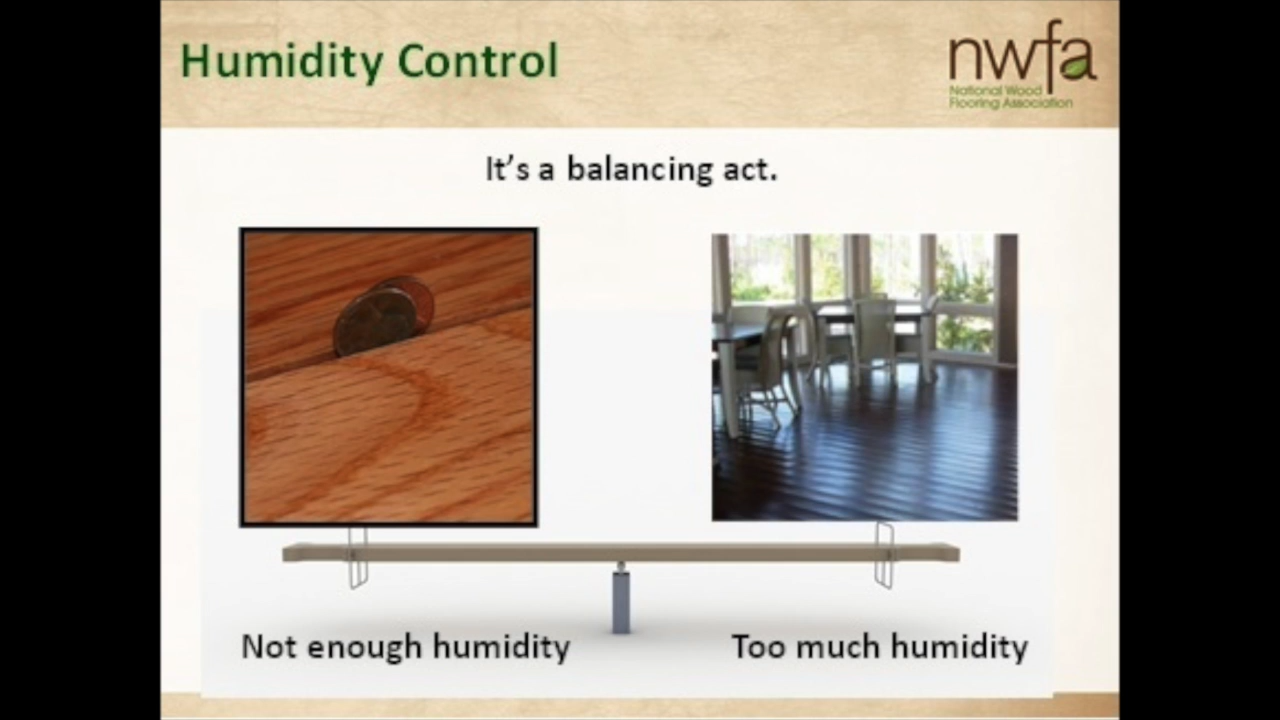 Humidity Control
nwfa
National Wood
Flooring Association
It's a balancing act.
Not enough humidity
Too much humidity